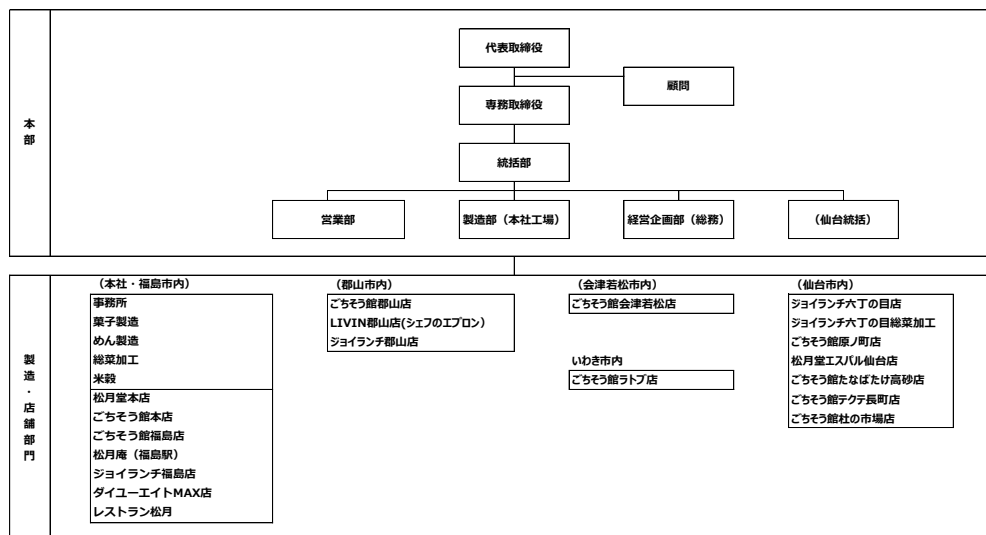 本部
代表取締役
顧問
専務取締役
統括部
営業部
製造部（本社工場）
経営企画部（総務）
（仙台統括）
製造・店舗部門
（本社・福島市内）
事務所
菓子製造
めん製造
総菜加工
米穀
松月堂本店
ごちそう館本店
ごちそう館福島店
松月庵（福島駅）
ジョイランチ福島店
ダイユーエイトMAX店
レストラン松月
（郡山市内）
ごちそう館郡山店
LIVIN郡山店(シェフのエプロン）
ジョイランチ郡山店
（会津若松市内）
ごちそう館会津若松店
いわき市内
ごちそう館ラトブ店
（仙台市内）
ジョイランチ六丁の目店
ジョイランチ六丁の目総菜加工
ごちそう館原ノ町店
松月堂エスパル仙台店
ごちそう館たなばたけ高砂店
ごちそう館テクテ長町店
ごちそう館杜の市場店